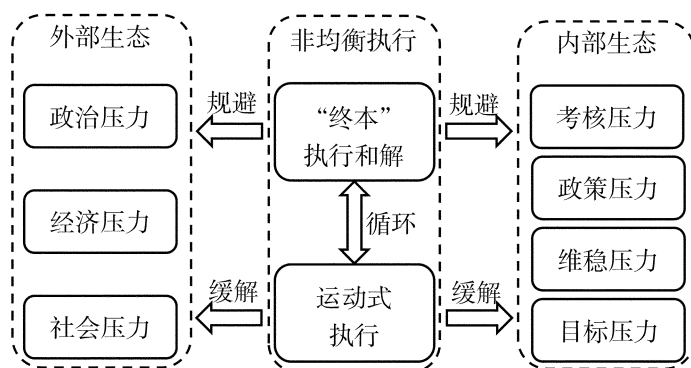 外部生态
政治压力
经济压力
社会压力
规避
缓解
非均衡执行
“终本”
执行和解
循环
运动式
执行
规避
缓解
内部生态
考核压力
政策压力
维稳压力
目标压力